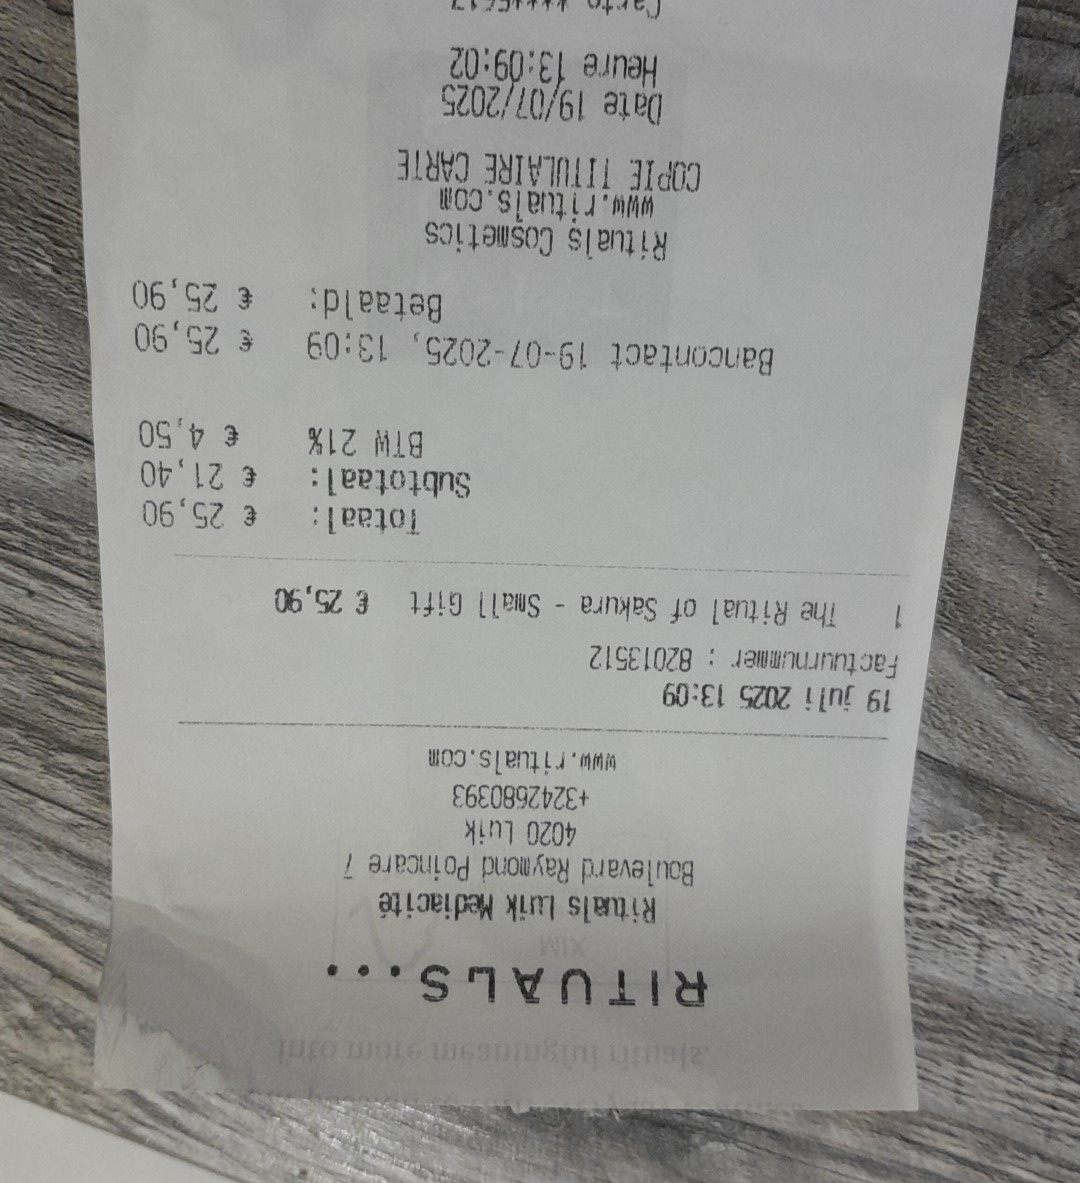 RITUALS...
Rituals Luik Mediacité
Boulevard Raymond Poincare 7
4020 Luik
+3242680393
www.rituals.com
19 juli 2025 13:09
Factuurnummer : 82013512
1 The Ritual of Sakura - Small Gift € 25,90
Totaal: € 25,90
Subtotaal: € 21,40
BTW 21% € 4,50
Bancontact 19-07-2025, 13:09 € 25,90
Betaald: € 25,90
Rituals Cosmetics
www.rituals.com
COPIE TITULAIRE CARTE
Date 19/07/2025
Heure 13:09:02